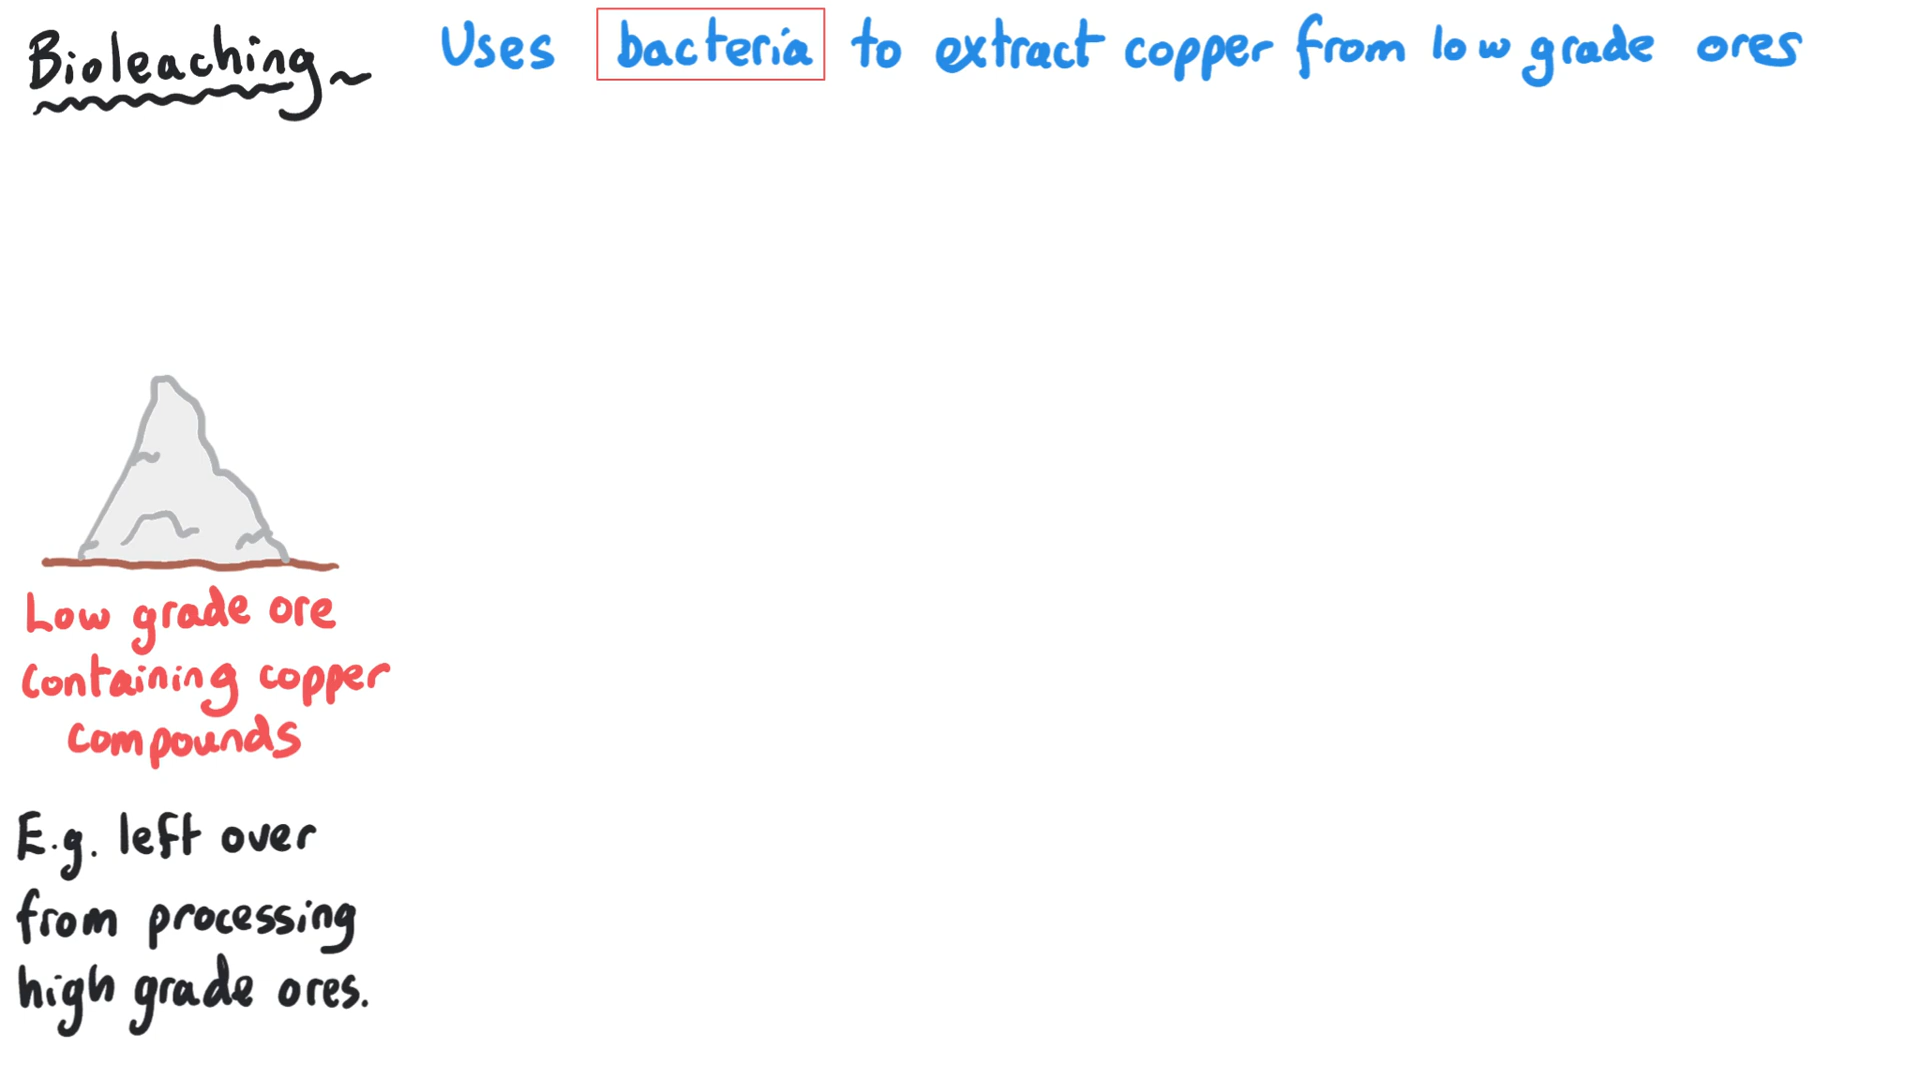 Bioleaching~ Uses bacteria to extract copper from low grade ores
Low grade ore
containing copper
compounds
E.g. left over
from processing
high grade ores.